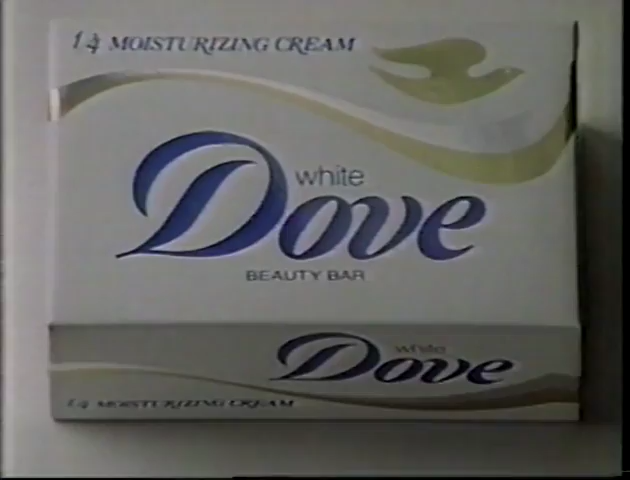 1/4 MOISTURIZING CREAM
white
Dove
BEAUTY BAR
white
Dove
1/4 MOISTURIZING CREAM